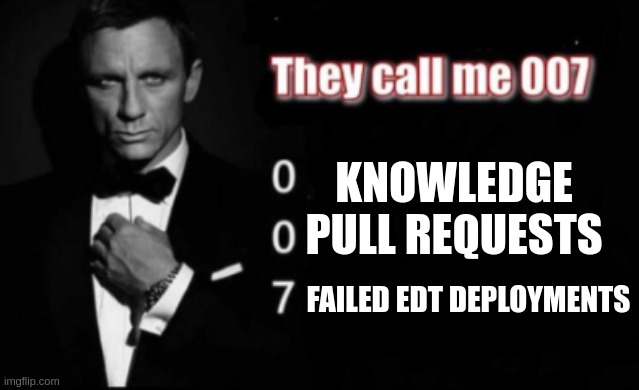 They call me 007
0 KNOWLEDGE
0 PULL REQUESTS
7 FAILED EDT DEPLOYMENTS
imgflip.com